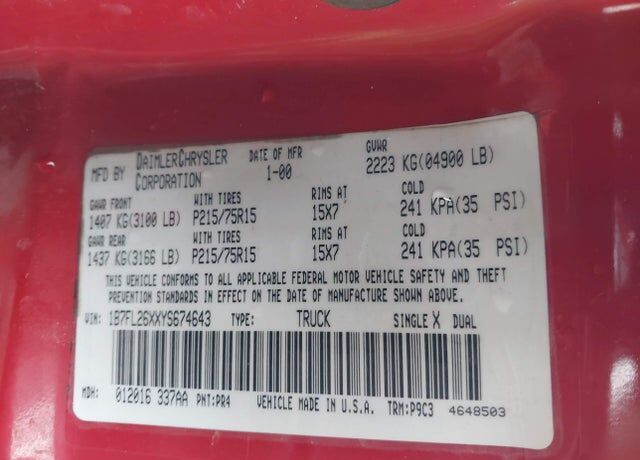 MFD BY DAIMLERCHRYSLER CORPORATION DATE OF MFR 1-00 GVWR 2223 KG(04900 LB)
GAWR FRONT WITH TIRES RIMS AT COLD
1407 KG(3100 LB) P215/75R15 15X7 241 KPA(35 PSI)
GAWR REAR WITH TIRES RIMS AT COLD
1437 KG(3166 LB) P215/75R15 15X7 241 KPA(35 PSI)
THIS VEHICLE CONFORMS TO ALL APPLICABLE FEDERAL MOTOR VEHICLE SAFETY AND THEFT
PREVENTION STANDARDS IN EFFECT ON THE DATE OF MANUFACTURE SHOWN ABOVE.
VIN: 1B7FL26XXYS674643 TYPE: TRUCK SINGLE X DUAL
MDH: 012016 337AA PNT:PR4 VEHICLE MADE IN U.S.A. TRM:P9C3 4648503